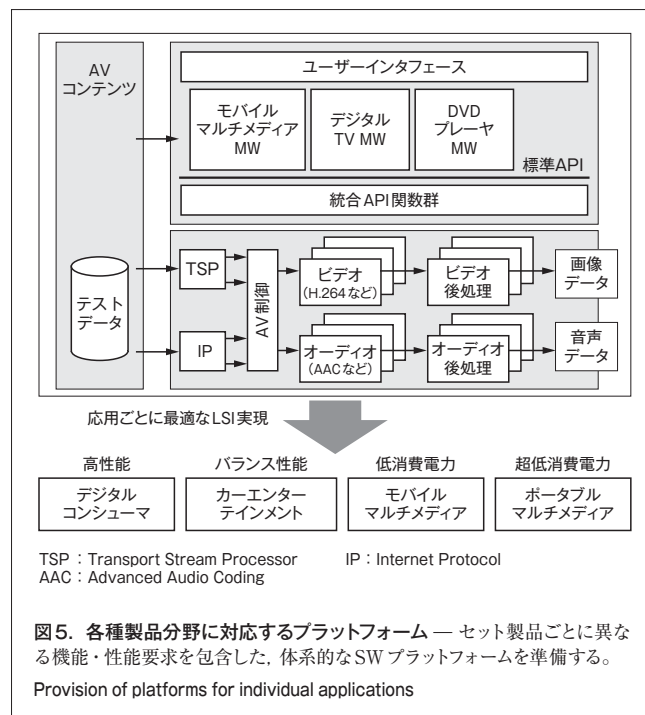 AV
コンテンツ
ユーザーインタフェース
モバイル
マルチメディア
MW
デジタル
TV MW
DVD
プレーヤ
MW
標準API
統合API関数群
テスト
データ
TSP
IP
AV制御
ビデオ
(H.264など)
ビデオ
後処理
画像
データ
オーディオ
(AACなど)
オーディオ
後処理
音声
データ
応用ごとに最適なLSI実現
高性能
バランス性能
低消費電力
超低消費電力
デジタル
コンシューマ
カーエンター
テインメント
モバイル
マルチメディア
ポータブル
マルチメディア
TSP：Transport Stream Processor
IP：Internet Protocol
AAC：Advanced Audio Coding
図5．各種製品分野に対応するプラットフォーム ― セット製品ごとに異な
る機能・性能要求を包含した，体系的なSWプラットフォームを準備する。
Provision of platforms for individual applications